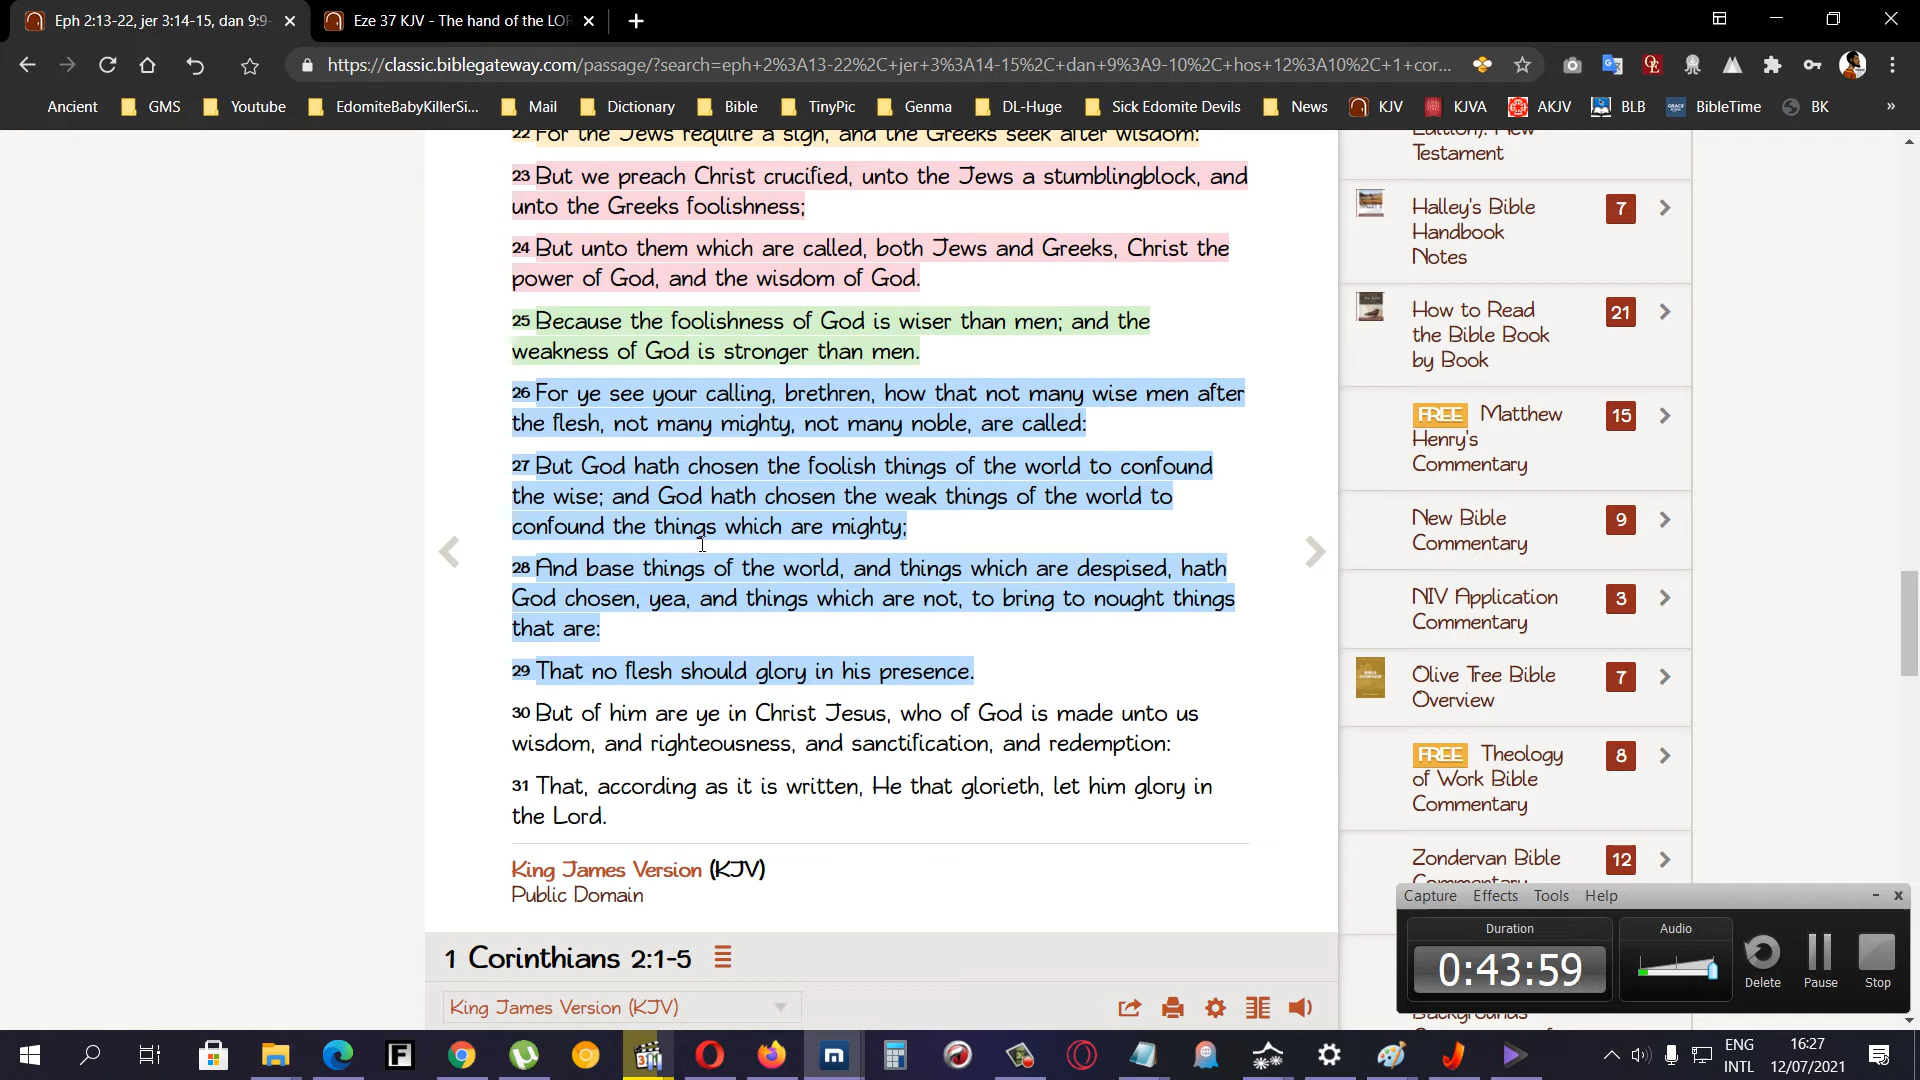 Eph 2:13-22, jer 3:14-15, dan 9:9-
Eze 37 KJV - The hand of the LOR
https://classic.biblegateway.com/passage/?search=eph+2%3A13-22%2C+jer+3%3A14-15%2C+dan+9%3A9-10%2C+hos+12%3A10%2C+1+cor...
Ancient GMS Youtube EdomiteBabyKillerSi... Mail Dictionary Bible TinyPic Genma DL-Huge Sick Edomite Devils News KJV KJVA AKJV BLB BibleTime BK »
22 For the Jews require a sign, and the Greeks seek after wisdom:
23 But we preach Christ crucified, unto the Jews a stumblingblock, and
unto the Greeks foolishness;
24 But unto them which are called, both Jews and Greeks, Christ the
power of God, and the wisdom of God.
25 Because the foolishness of God is wiser than men; and the
weakness of God is stronger than men.
26 For ye see your calling, brethren, how that not many wise men after
the flesh, not many mighty, not many noble, are called:
27 But God hath chosen the foolish things of the world to confound
the wise; and God hath chosen the weak things of the world to
confound the things which are mighty;
28 And base things of the world, and things which are despised, hath
God chosen, yea, and things which are not, to bring to nought things
that are:
29 That no flesh should glory in his presence.
30 But of him are ye in Christ Jesus, who of God is made unto us
wisdom, and righteousness, and sanctification, and redemption:
31 That, according as it is written, He that glorieth, let him glory in
the Lord.
King James Version (KJV)
Public Domain
1 Corinthians 2:1-5
King James Version (KJV)
Edition): New
Testament
Halley's Bible
Handbook
Notes
7
How to Read
the Bible Book
by Book
21
FREE Matthew
Henry's
Commentary
15
New Bible
Commentary
9
NIV Application
Commentary
3
Olive Tree Bible
Overview
7
FREE Theology
of Work Bible
Commentary
8
Zondervan Bible
Commentary
12
Backgrounds
Capture Effects Tools Help
Duration
0:43:59
Audio
Delete
Pause
Stop
ENG
INTL
16:27
12/07/2021